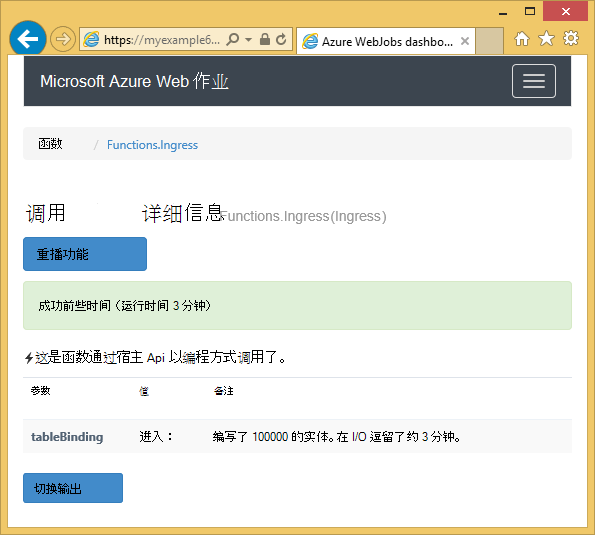 https://myexample6...
Azure WebJobs dashbo...
Microsoft Azure Web 作业
函数 / Functions.Ingress
调用 详细信息 Functions.Ingress(Ingress)
重播功能
成功前些时间（运行时间 3 分钟）
这是函数通过宿主 Api 以编程方式调用了。
参数 值 备注
tableBinding 进入： 编写了 100000 的实体。在 I/O 逗留了约 3 分钟。
切换输出